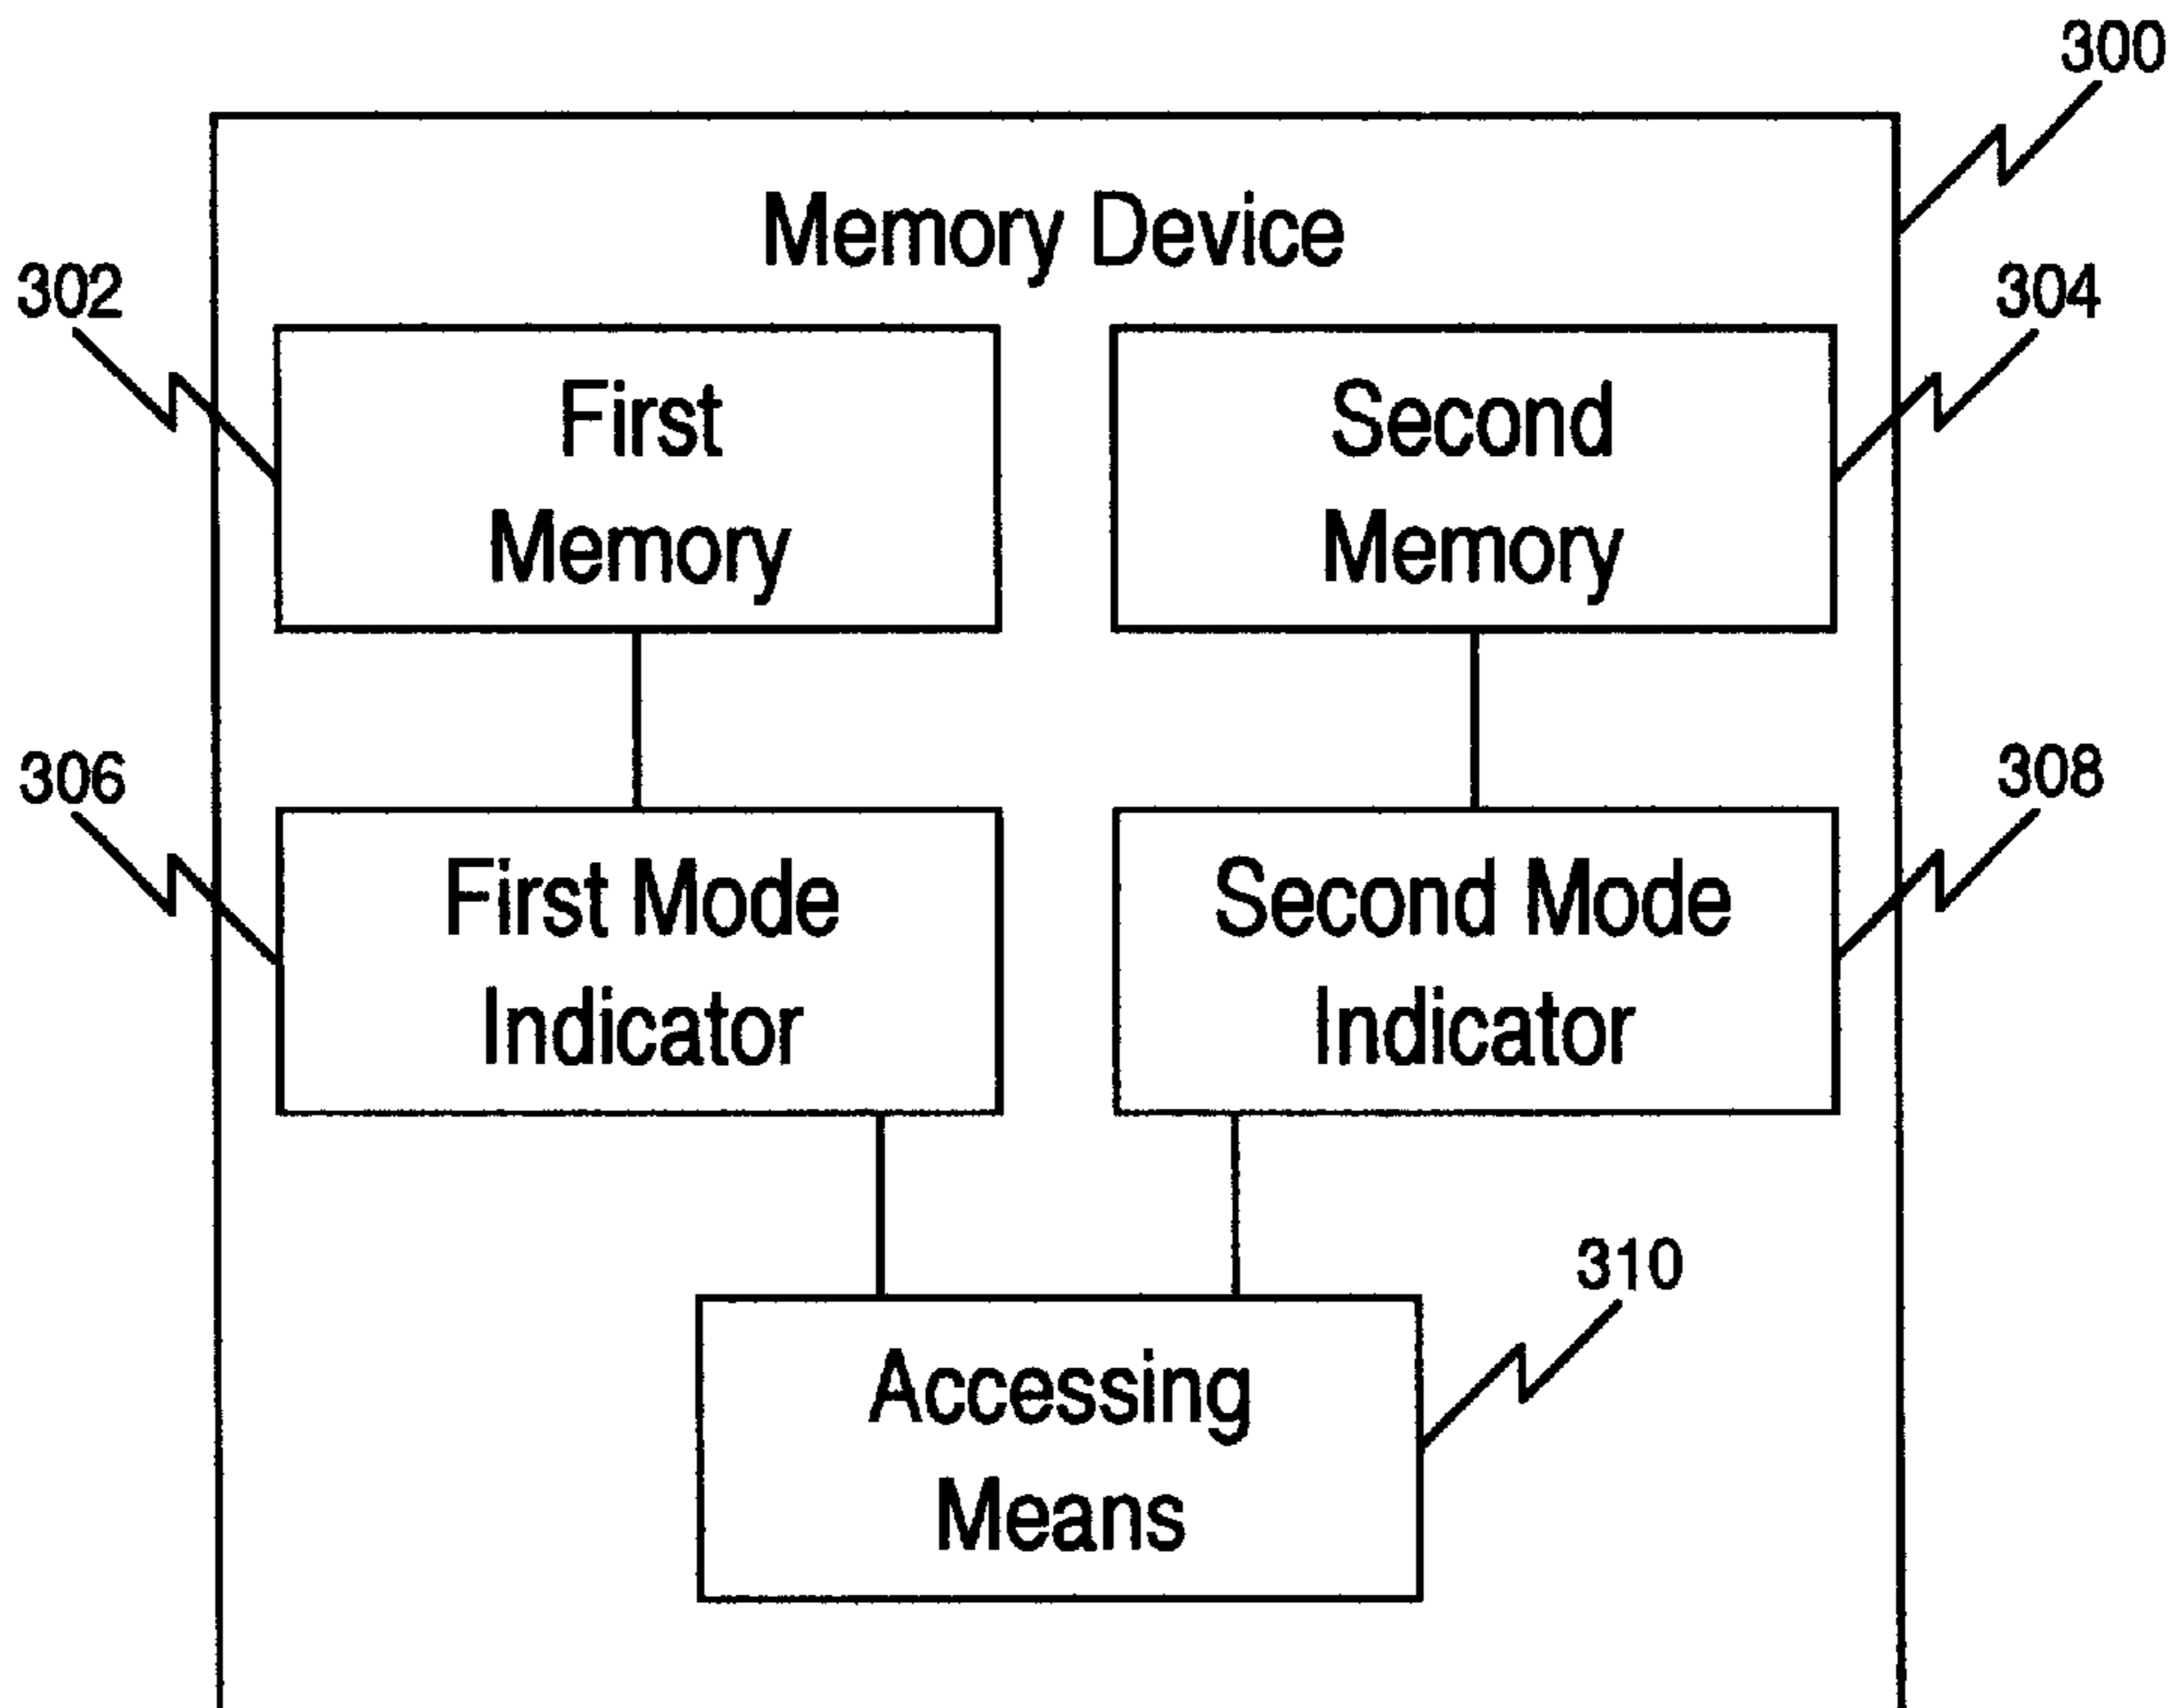 300
Memory Device
302
304
First
Memory
Second
Memory
306
308
First Mode
Indicator
Second Mode
Indicator
310
Accessing
Means